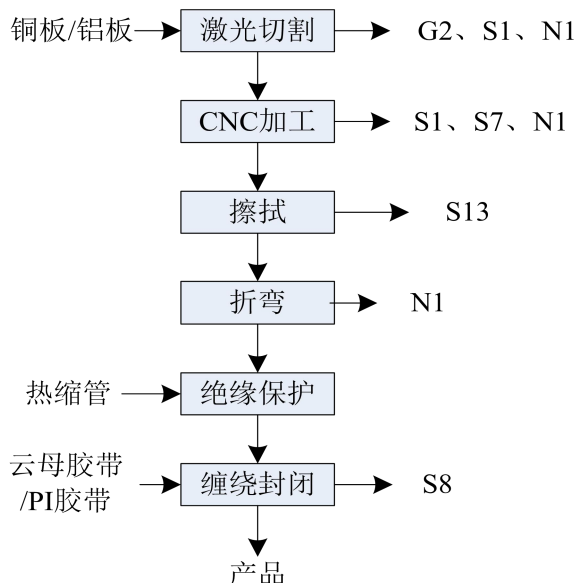 铜板/铝板 激光切割 G2、S1、N1
CNC加工 S1、S7、N1
擦拭 S13
折弯 N1
热缩管 绝缘保护
云母胶带
/PI胶带 缠绕封闭 S8
产品